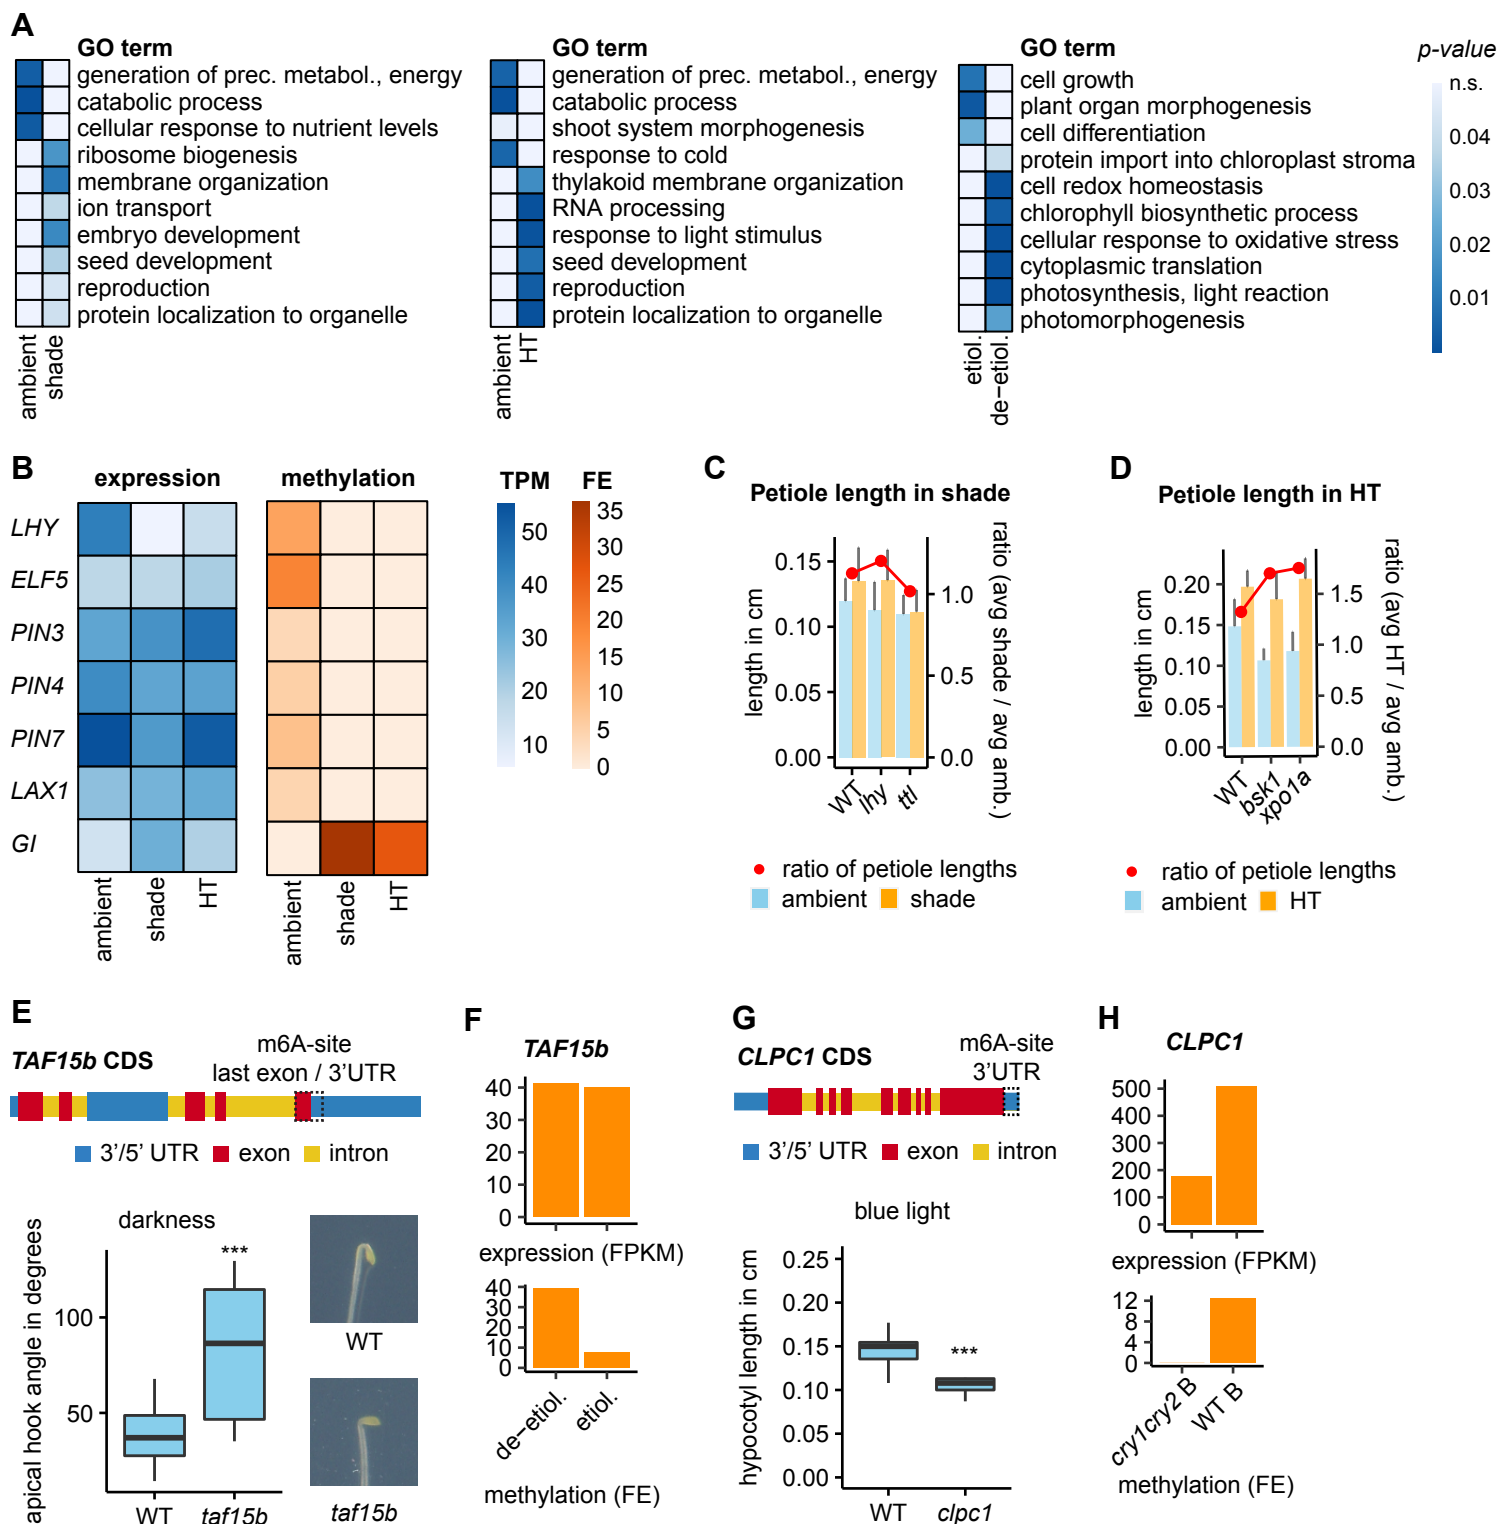 A
GO term
generation of prec. metabol., energy
catabolic process
cellular response to nutrient levels
ribosome biogenesis
membrane organization
ion transport
embryo development
seed development
reproduction
protein localization to organelle
ambient
shade
GO term
generation of prec. metabol., energy
catabolic process
shoot system morphogenesis
response to cold
thylakoid membrane organization
RNA processing
response to light stimulus
seed development
reproduction
protein localization to organelle
ambient
HT
GO term
cell growth
plant organ morphogenesis
cell differentiation
protein import into chloroplast stroma
cell redox homeostasis
chlorophyll biosynthetic process
cellular response to oxidative stress
cytoplasmic translation
photosynthesis, light reaction
photomorphogenesis
etiol.
de−etiol.
p-value
n.s.
0.04
0.03
0.02
0.01
B
expression
methylation
LHY
ELF5
PIN3
PIN4
PIN7
LAX1
GI
ambient
shade
HT
ambient
shade
HT
TPM
50
40
30
20
10
FE
35
30
25
20
15
10
5
0
C
Petiole length in shade
length in cm
0.15
0.10
0.05
0.00
1.0
0.5
0.0
ratio (avg shade / avg amb.)
WT
lhy
ttl
ratio of petiole lengths
ambient
shade
D
Petiole length in HT
length in cm
0.20
0.15
0.10
0.05
0.00
1.5
1.0
0.5
0.0
ratio (avg HT / avg amb.)
WT
bsk1
xpo1a
ratio of petiole lengths
ambient
HT
E
TAF15b CDS
m6A-site
last exon / 3’UTR
3’/5’ UTR
exon
intron
darkness
apical hook angle in degrees
100
50
***
WT
taf15b
WT
taf15b
F
TAF15b
40
30
20
10
0
expression (FPKM)
40
30
20
10
0
de−etiol.
etiol.
methylation (FE)
G
CLPC1 CDS
m6A-site
3’UTR
3’/5’ UTR
exon
intron
blue light
hypocotyl length in cm
0.25
0.20
0.15
0.10
0.05
0.00
***
WT
clpc1
H
CLPC1
500
400
300
200
100
0
expression (FPKM)
12
8
4
0
cry1cry2 B
WT B
methylation (FE)